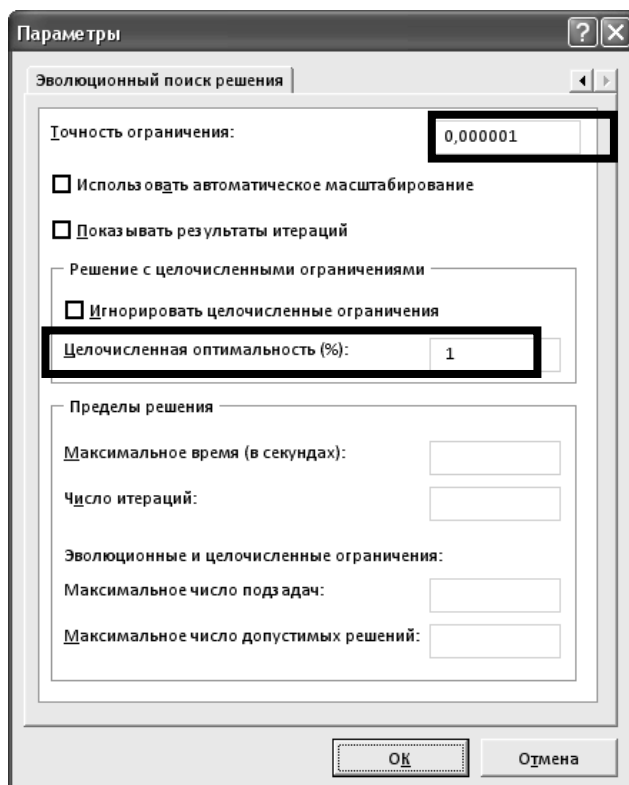 Параметры
Эволюционный поиск решения
Точность ограничения: 0,000001
Использовать автоматическое масштабирование
Показывать результаты итераций
Решение с целочисленными ограничениями
Игнорировать целочисленные ограничения
Целочисленная оптимальность (%): 1
Пределы решения
Максимальное время (в секундах):
Число итераций:
Эволюционные и целочисленные ограничения:
Максимальное число подзадач:
Максимальное число допустимых решений:
ОК Отмена